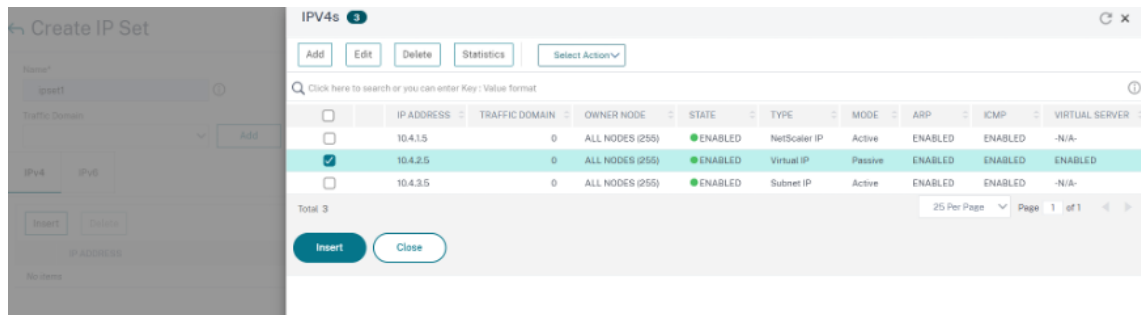 Create IP Set
Name*
ipset1
Traffic Domain
Add
IPv4 IPv6
Insert Delete
IP ADDRESS
No items
IPV4s 3
Add Edit Delete Statistics Select Action
Click here to search or you can enter Key : Value format
IP ADDRESS TRAFFIC DOMAIN OWNER NODE STATE TYPE MODE ARP ICMP VIRTUAL SERVER
10.4.1.5 0 ALL NODES (255) ENABLED NetScaler IP Active ENABLED ENABLED -N/A-
10.4.2.5 0 ALL NODES (255) ENABLED Virtual IP Passive ENABLED ENABLED ENABLED
10.4.3.5 0 ALL NODES (255) ENABLED Subnet IP Active ENABLED ENABLED -N/A-
Total 3 25 Per Page Page 1 of 1
Insert Close